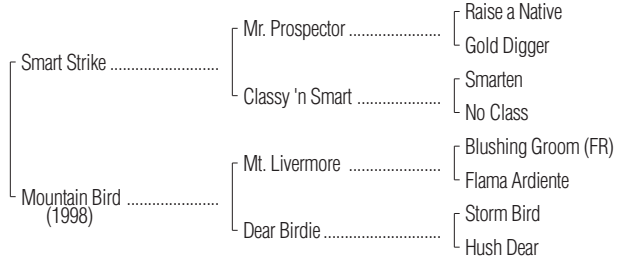 Raise a Native
Mr. Prospector ....................
Gold Digger
Smart Strike ...........................
Smarten
Classy 'n Smart .....................
No Class
Blushing Groom (FR)
Mt. Livermore .......................
Flama Ardiente
Mountain Bird .......................
(1998)
Storm Bird
Dear Birdie .............................
Hush Dear